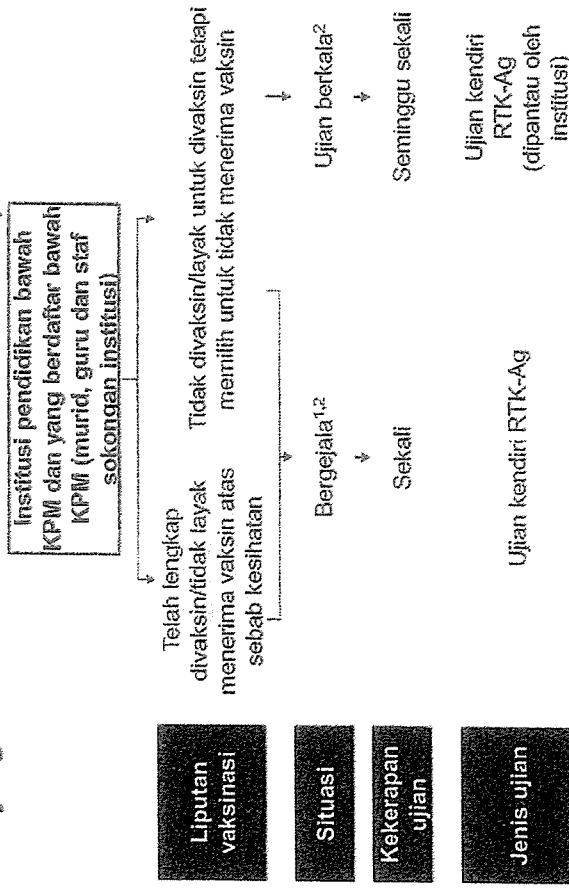 Institusi pendidikan bawah
KPM dan yang berdaftar bawah
KPM (murid, guru dan staf
sokongan institusi)
Liputan
vaksinasi
Telah lengkap
divaksin/tidak layak
menerima vaksin atas
sebab kesihatan
Tidak divaksin/layak untuk divaksin tetapi
memilih untuk tidak menerima vaksin
Situasi
Bergejala1,2
Ujian berkala2
Kekerapan
ujian
Sekali
Seminggu sekali
Jenis ujian
Ujian kendiri RTK-Ag
Ujian kendiri
RTK-Ag
(dipantau oleh
institusi)